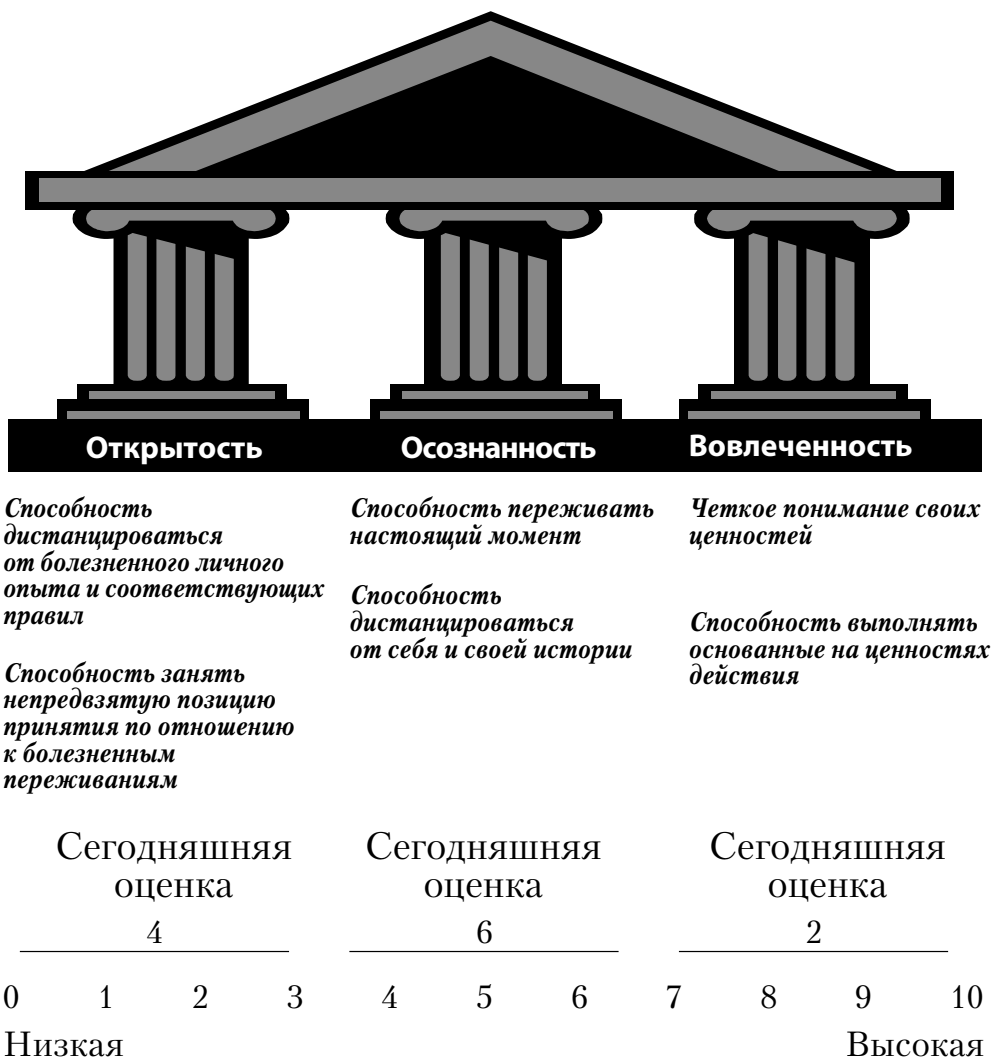 Открытость
Осознанность
Вовлеченность
Способность
дистанцироваться
от болезненного личного
опыта и соответствующих
правил
Способность занять
непредвзятую позицию
принятия по отношению
к болезненным
переживаниям
Способность переживать
настоящий момент
Способность
дистанцироваться
от себя и своей истории
Четкое понимание своих
ценностей
Способность выполнять
основанные на ценностях
действия
Сегодняшняя
оценка
4
Сегодняшняя
оценка
6
Сегодняшняя
оценка
2
0 1 2 3 4 5 6 7 8 9 10
Низкая Высокая